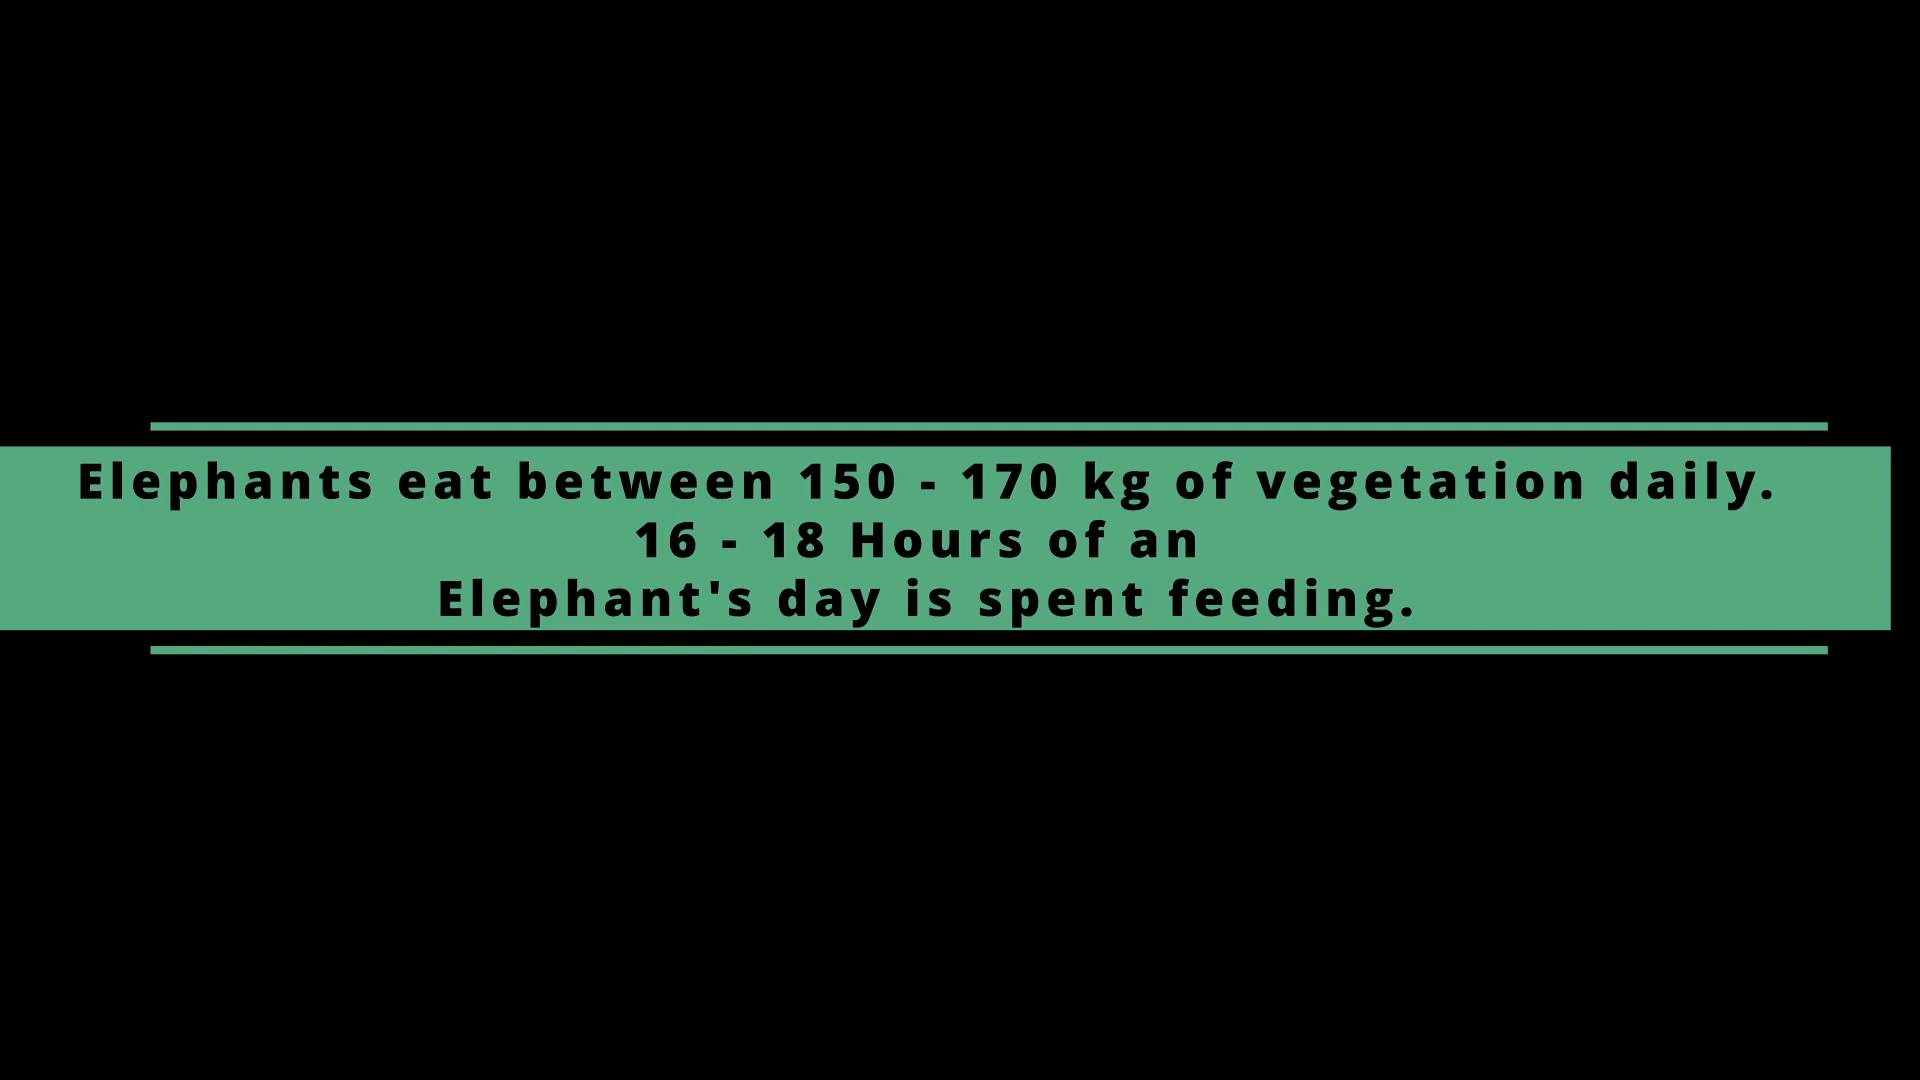 Elephants eat between 150 - 170 kg of vegetation daily.
16 - 18 Hours of an
Elephant's day is spent feeding.